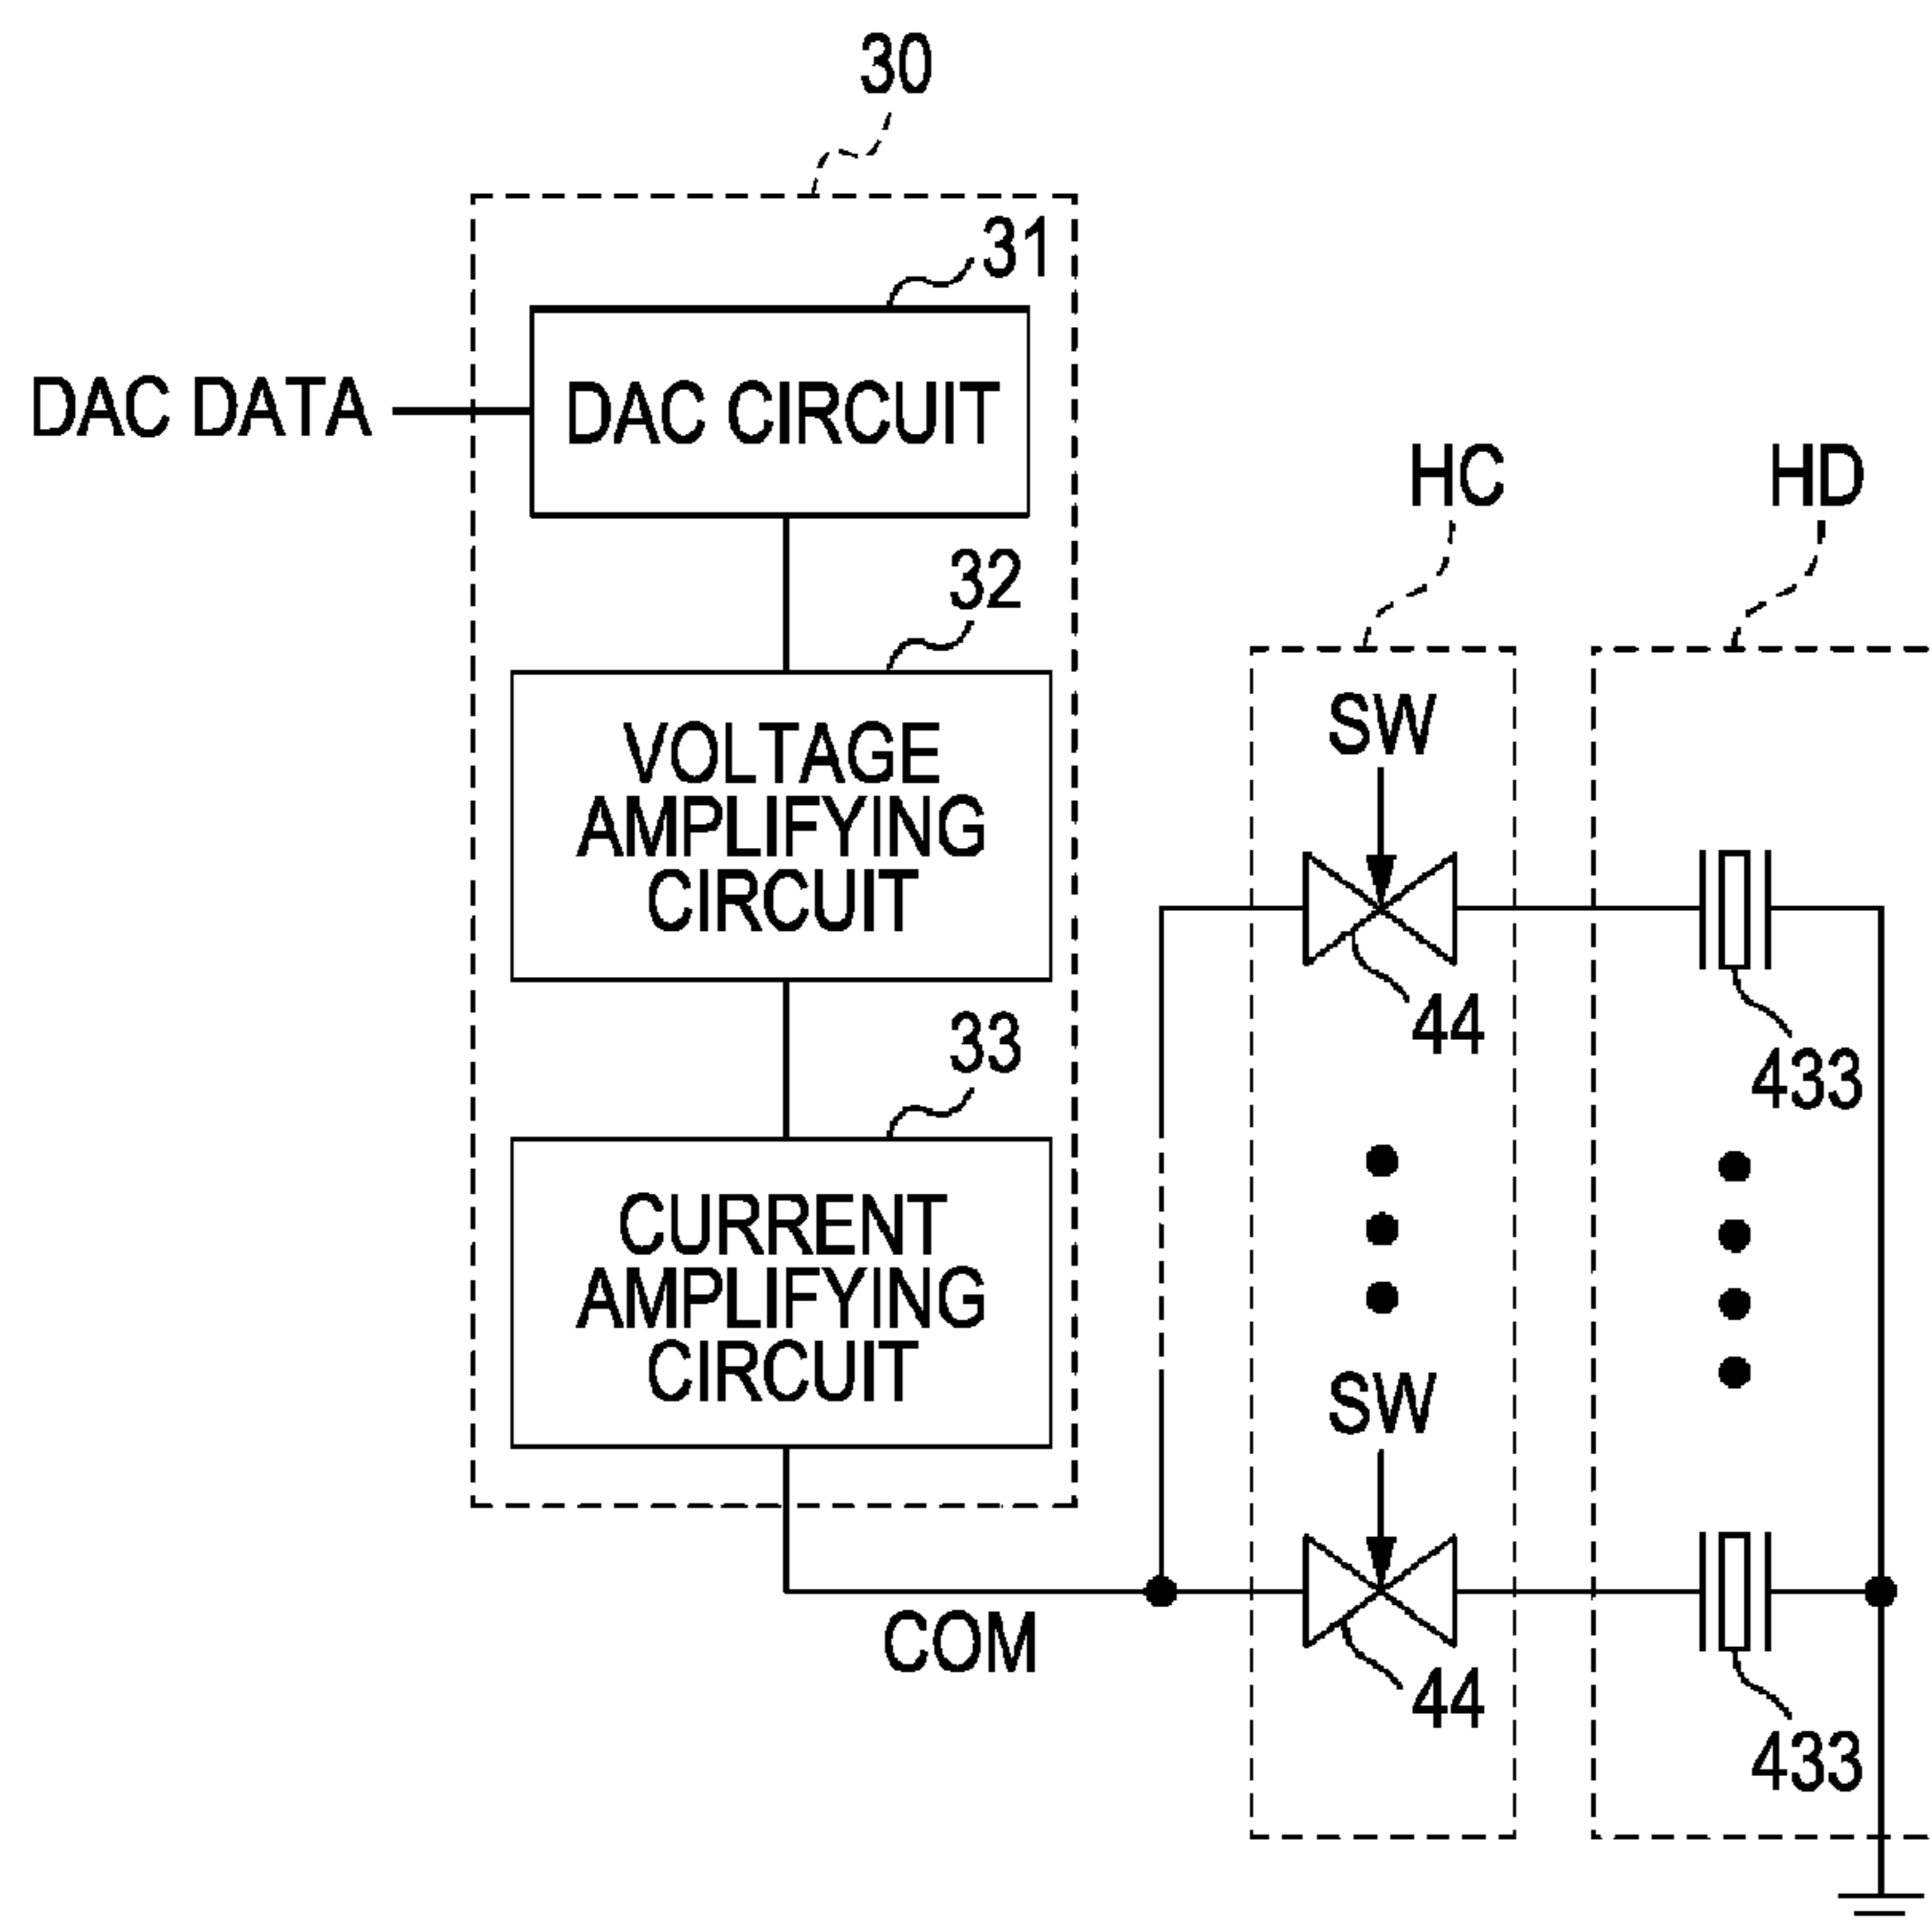 30
31
DAC DATA
DAC CIRCUIT
HC
HD
32
VOLTAGE
AMPLIFYING
CIRCUIT
SW
44
433
33
CURRENT
AMPLIFYING
CIRCUIT
SW
COM
44
433